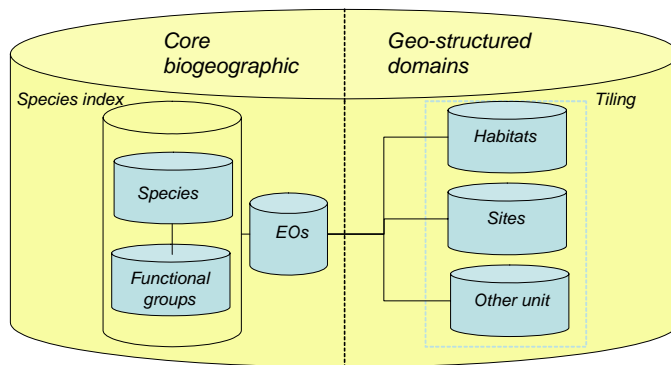 Core
biogeographic
Geo-structured
domains
Species index
Tiling
Species
Functional
groups
EOs
Habitats
Sites
Other unit